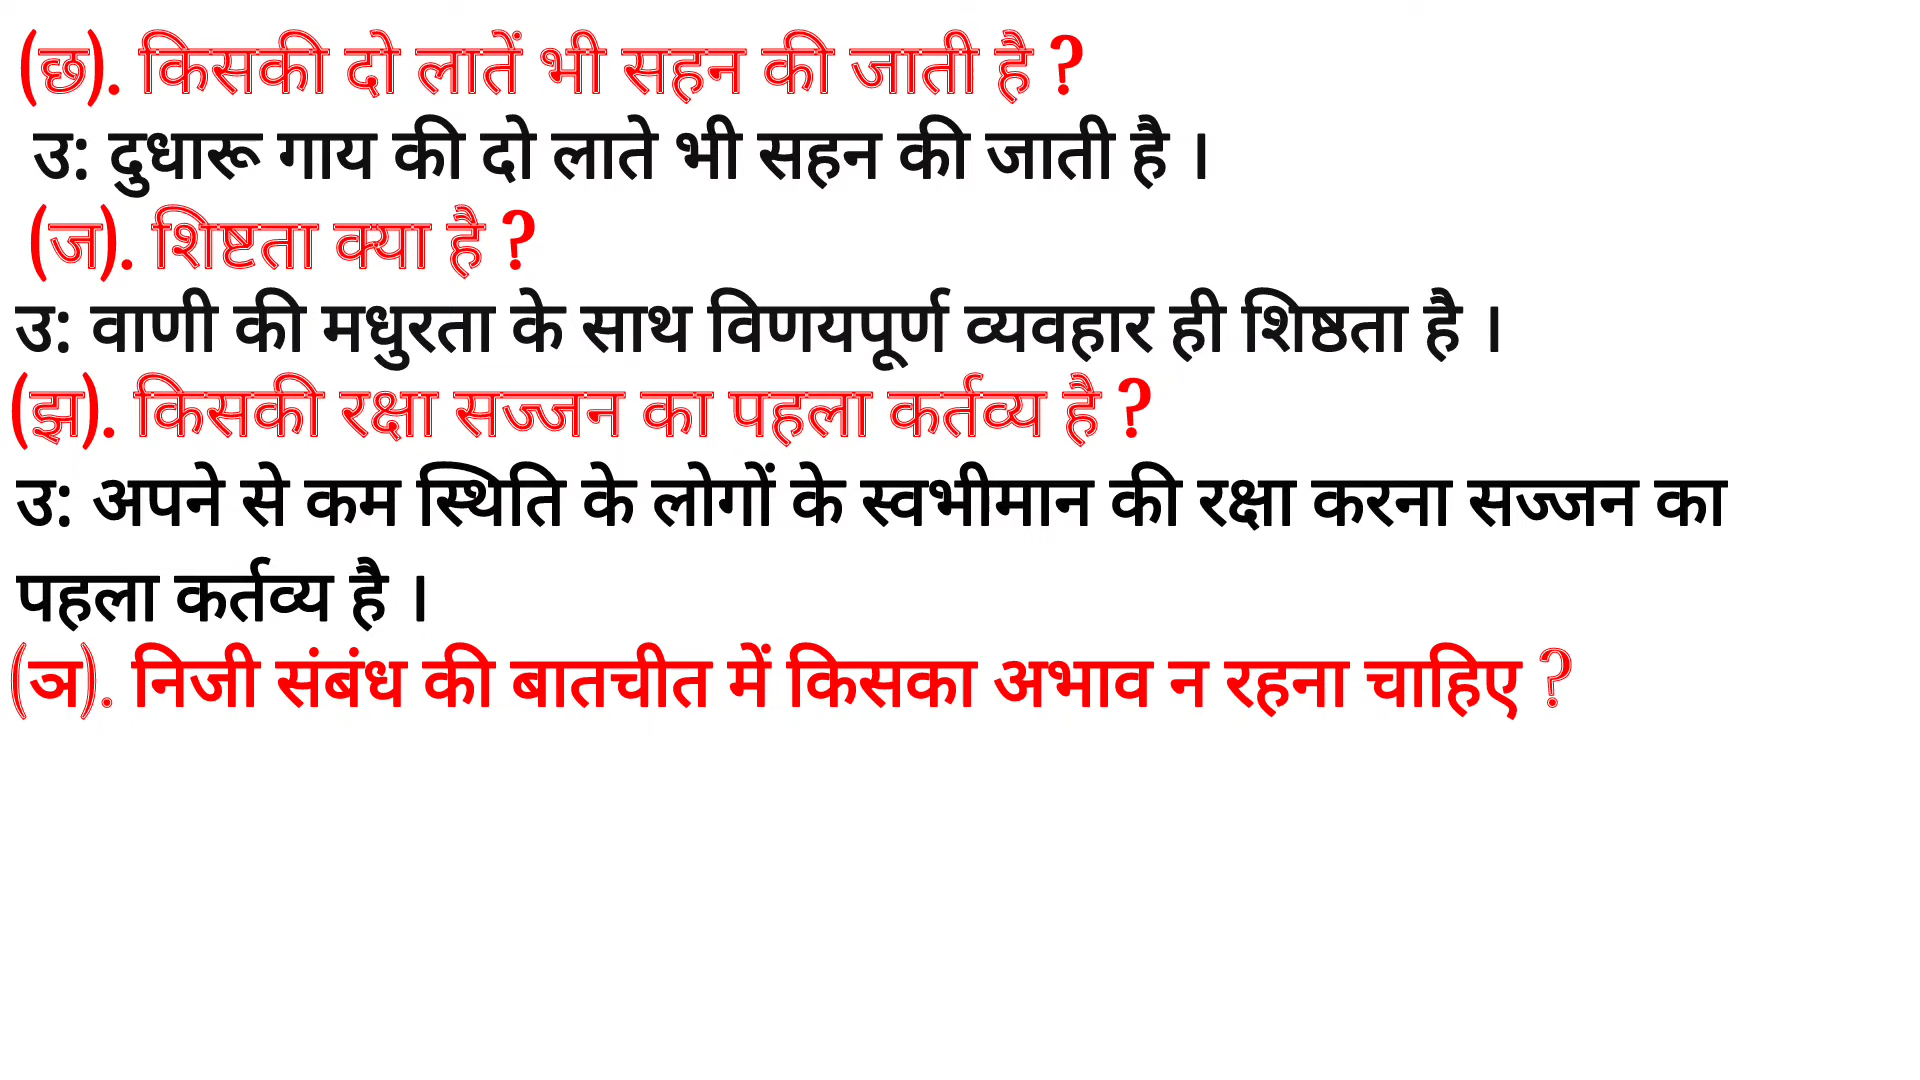 (छ). किसकी दो लातें भी सहन की जाती है ?
उ: दुधारू गाय की दो लाते भी सहन की जाती है ।
(ज). शिष्टता क्या है ?
उ: वाणी की मधुरता के साथ विणयपूर्ण व्यवहार ही शिष्ठता है ।
(झ). किसकी रक्षा सज्जन का पहला कर्तव्य है ?
उ: अपने से कम स्थिति के लोगों के स्वभीमान की रक्षा करना सज्जन का
पहला कर्तव्य है ।
(ञ). निजी संबंध की बातचीत में किसका अभाव न रहना चाहिए ?